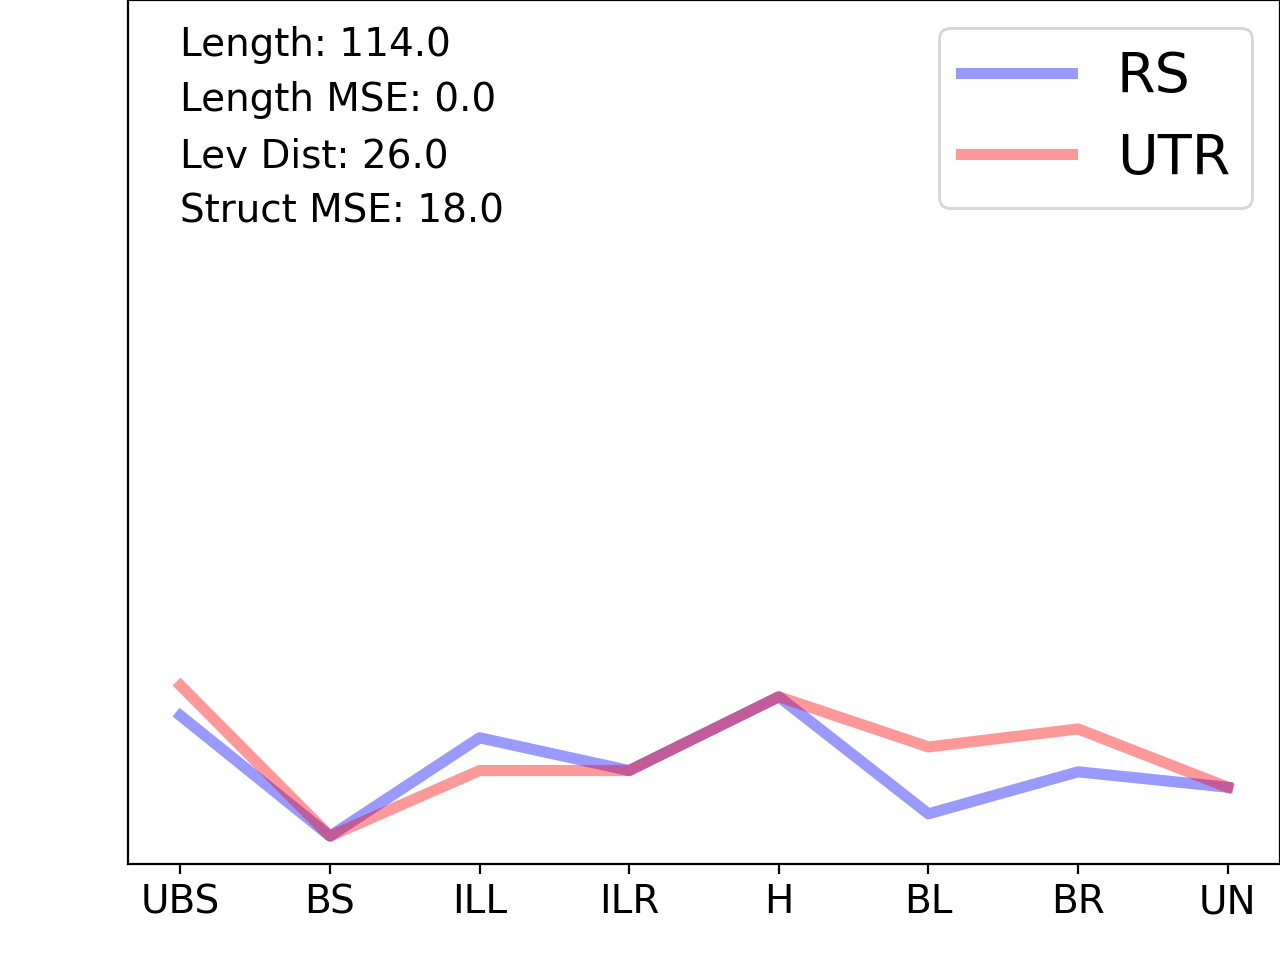 Length: 114.0
Length MSE: 0.0
Lev Dist: 26.0
Struct MSE: 18.0
RS
UTR
UBS BS ILL ILR H BL BR UN